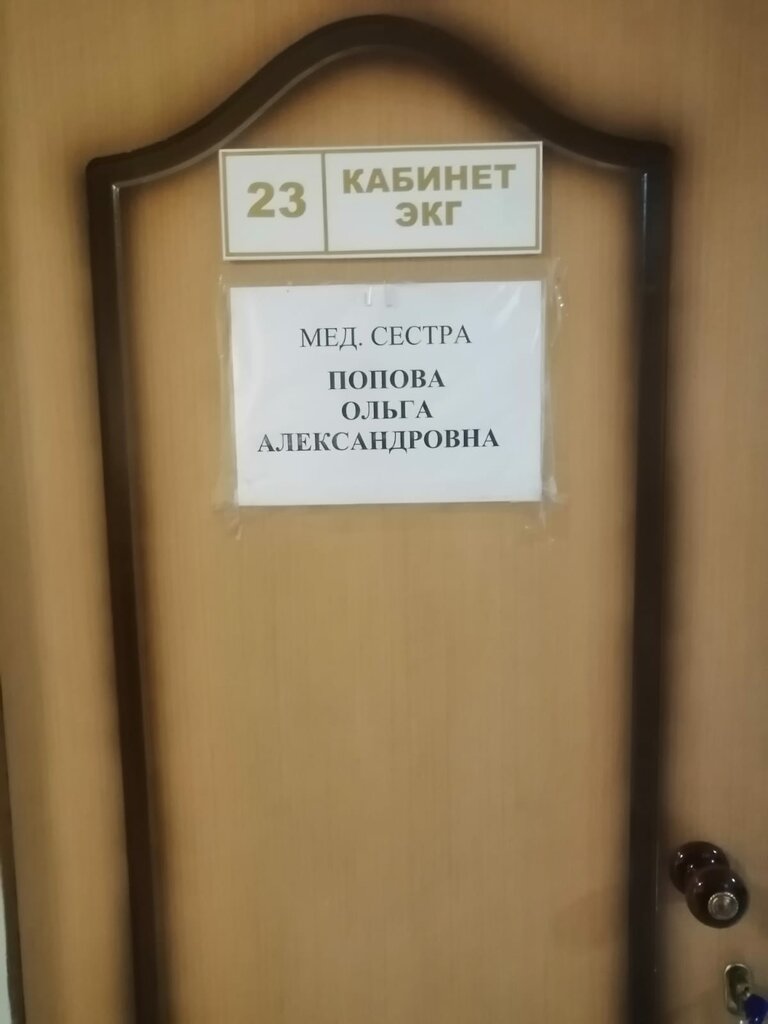 23
КАБИНЕТ
ЭКГ
МЕД. СЕСТРА
ПОПОВА
ОЛЬГА
АЛЕКСАНДРОВНА